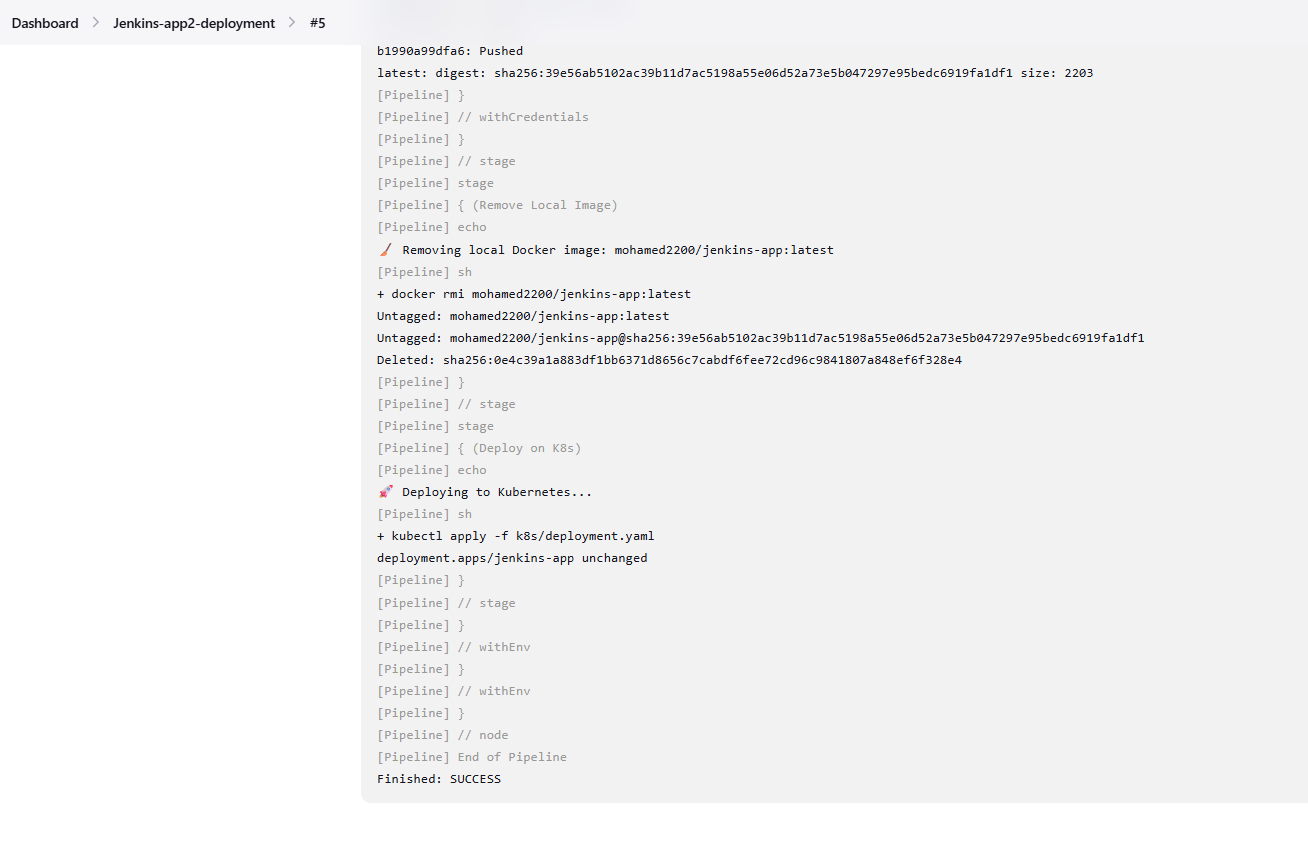 Dashboard > Jenkins-app2-deployment > #5
b1990a99dfa6: Pushed
latest: digest: sha256:39e56ab5102ac39b11d7ac5198a55e06d52a73e5b047297e95bedc6919fa1df1 size: 2203
[Pipeline] }
[Pipeline] // withCredentials
[Pipeline] }
[Pipeline] // stage
[Pipeline] stage
[Pipeline] { (Remove Local Image)
[Pipeline] echo
🧹 Removing local Docker image: mohamed2200/jenkins-app:latest
[Pipeline] sh
+ docker rmi mohamed2200/jenkins-app:latest
Untagged: mohamed2200/jenkins-app:latest
Untagged: mohamed2200/jenkins-app@sha256:39e56ab5102ac39b11d7ac5198a55e06d52a73e5b047297e95bedc6919fa1df1
Deleted: sha256:0e4c39a1a883df1bb6371d8656c7cabdf6fee72cd96c9841807a848ef6f328e4
[Pipeline] }
[Pipeline] // stage
[Pipeline] stage
[Pipeline] { (Deploy on K8s)
[Pipeline] echo
🚀 Deploying to Kubernetes...
[Pipeline] sh
+ kubectl apply -f k8s/deployment.yaml
deployment.apps/jenkins-app unchanged
[Pipeline] }
[Pipeline] // stage
[Pipeline] }
[Pipeline] // withEnv
[Pipeline] }
[Pipeline] // withEnv
[Pipeline] }
[Pipeline] // node
[Pipeline] End of Pipeline
Finished: SUCCESS